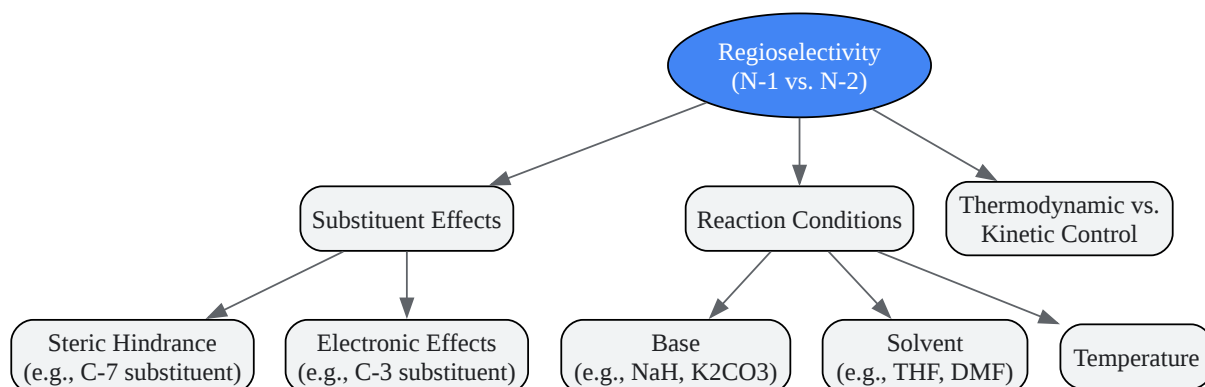 Regioselectivity
(N-1 vs. N-2)
Substituent Effects
Reaction Conditions
Thermodynamic vs.
Kinetic Control
Steric Hindrance
(e.g., C-7 substituent)
Electronic Effects
(e.g., C-3 substituent)
Base
(e.g., NaH, K2CO3)
Solvent
(e.g., THF, DMF)
Temperature